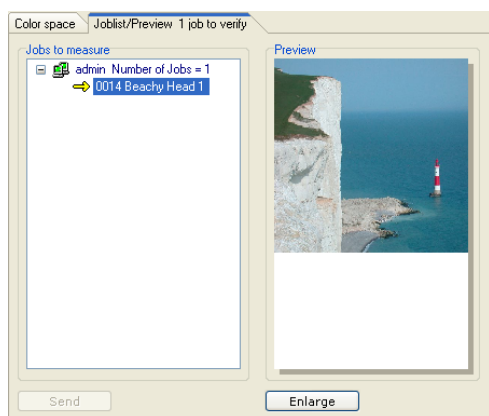 Color space Joblist/Preview 1 job to verify
Jobs to measure
admin Number of Jobs = 1
0014 Beachy Head 1
Preview
Send
Enlarge